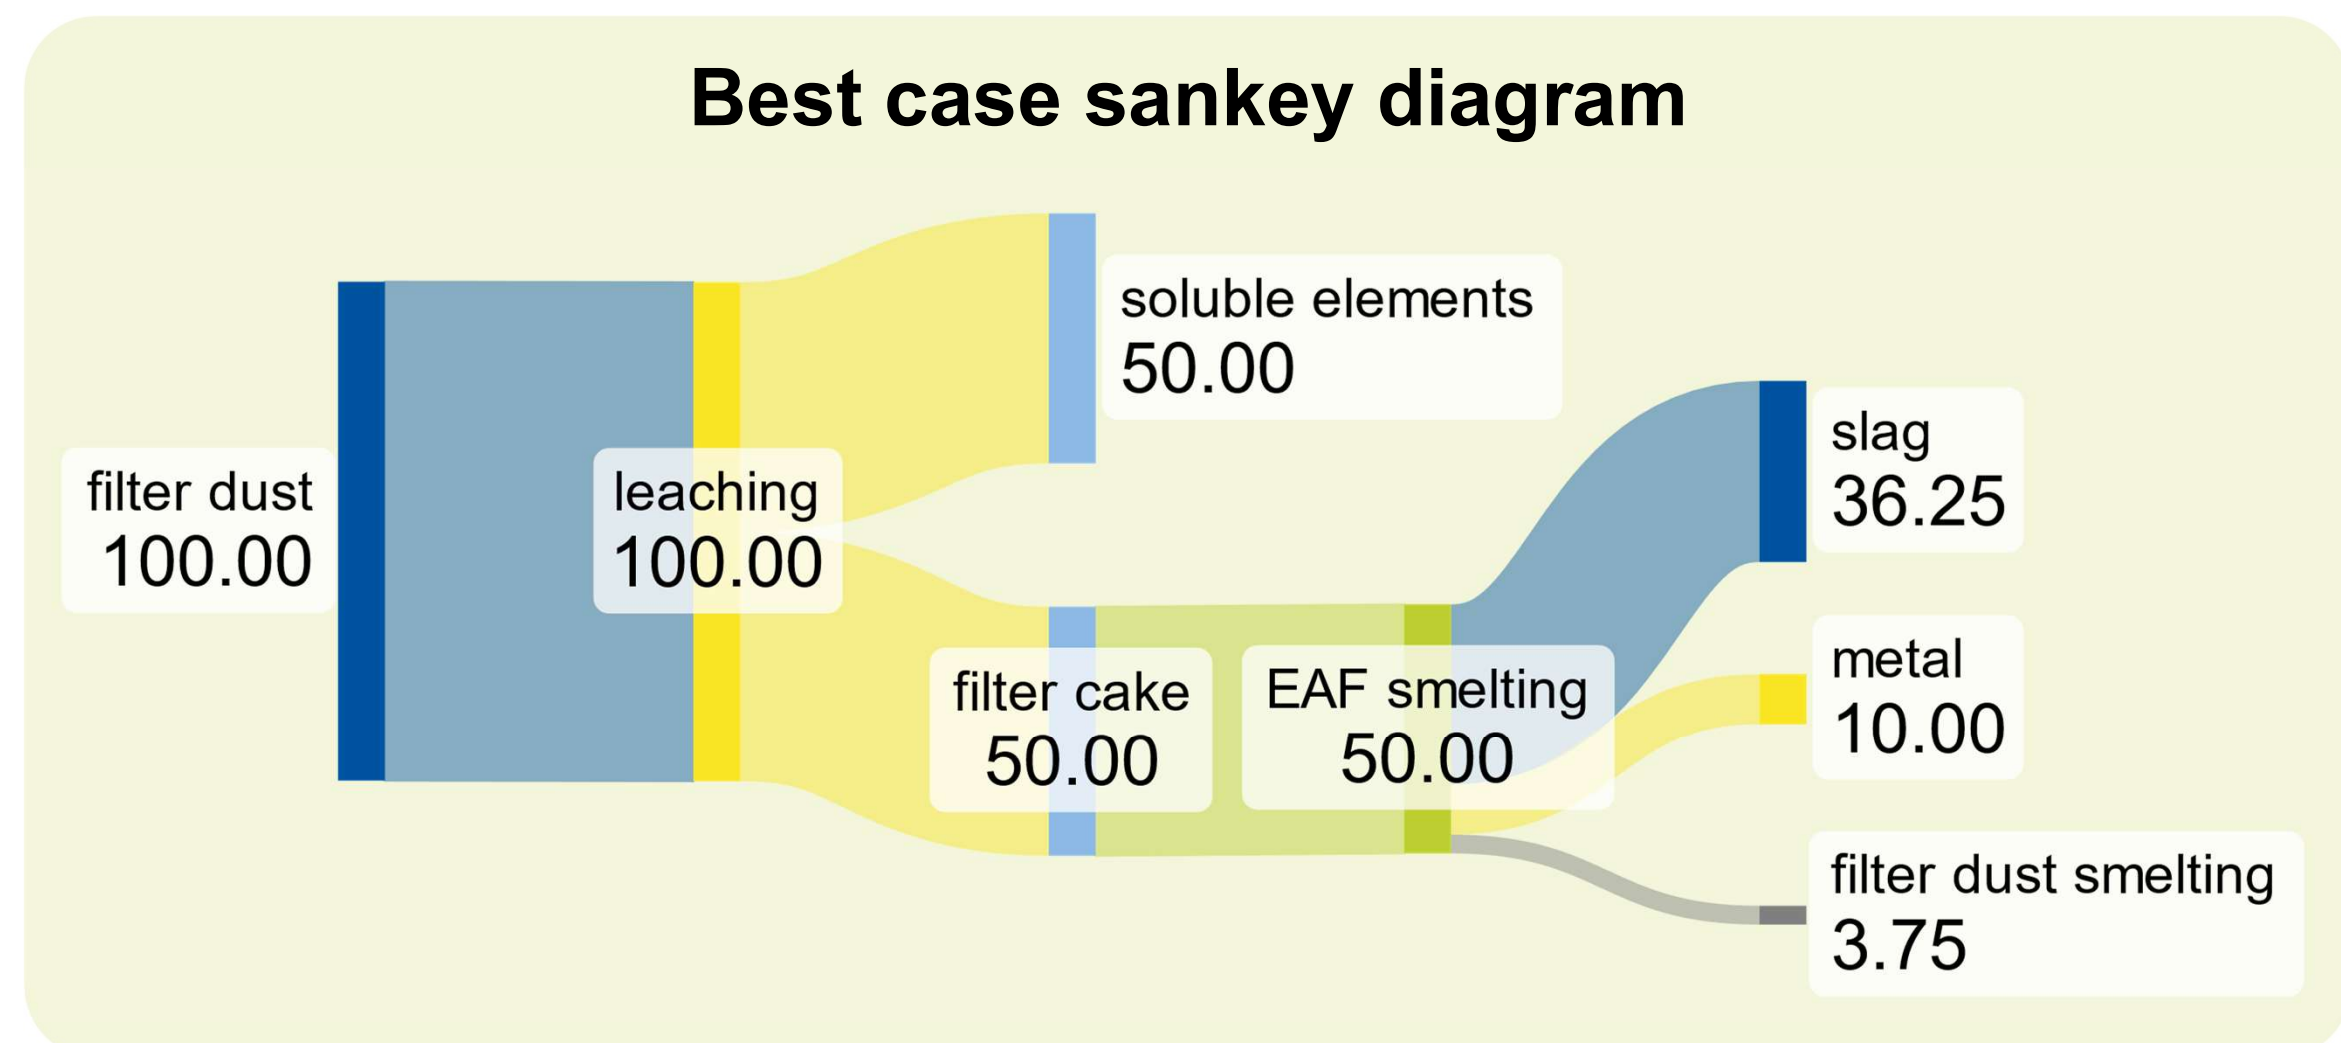 Best case sankey diagram
filter dust
100.00
leaching
100.00
soluble elements
50.00
filter cake
50.00
EAF smelting
50.00
slag
36.25
metal
10.00
filter dust smelting
3.75